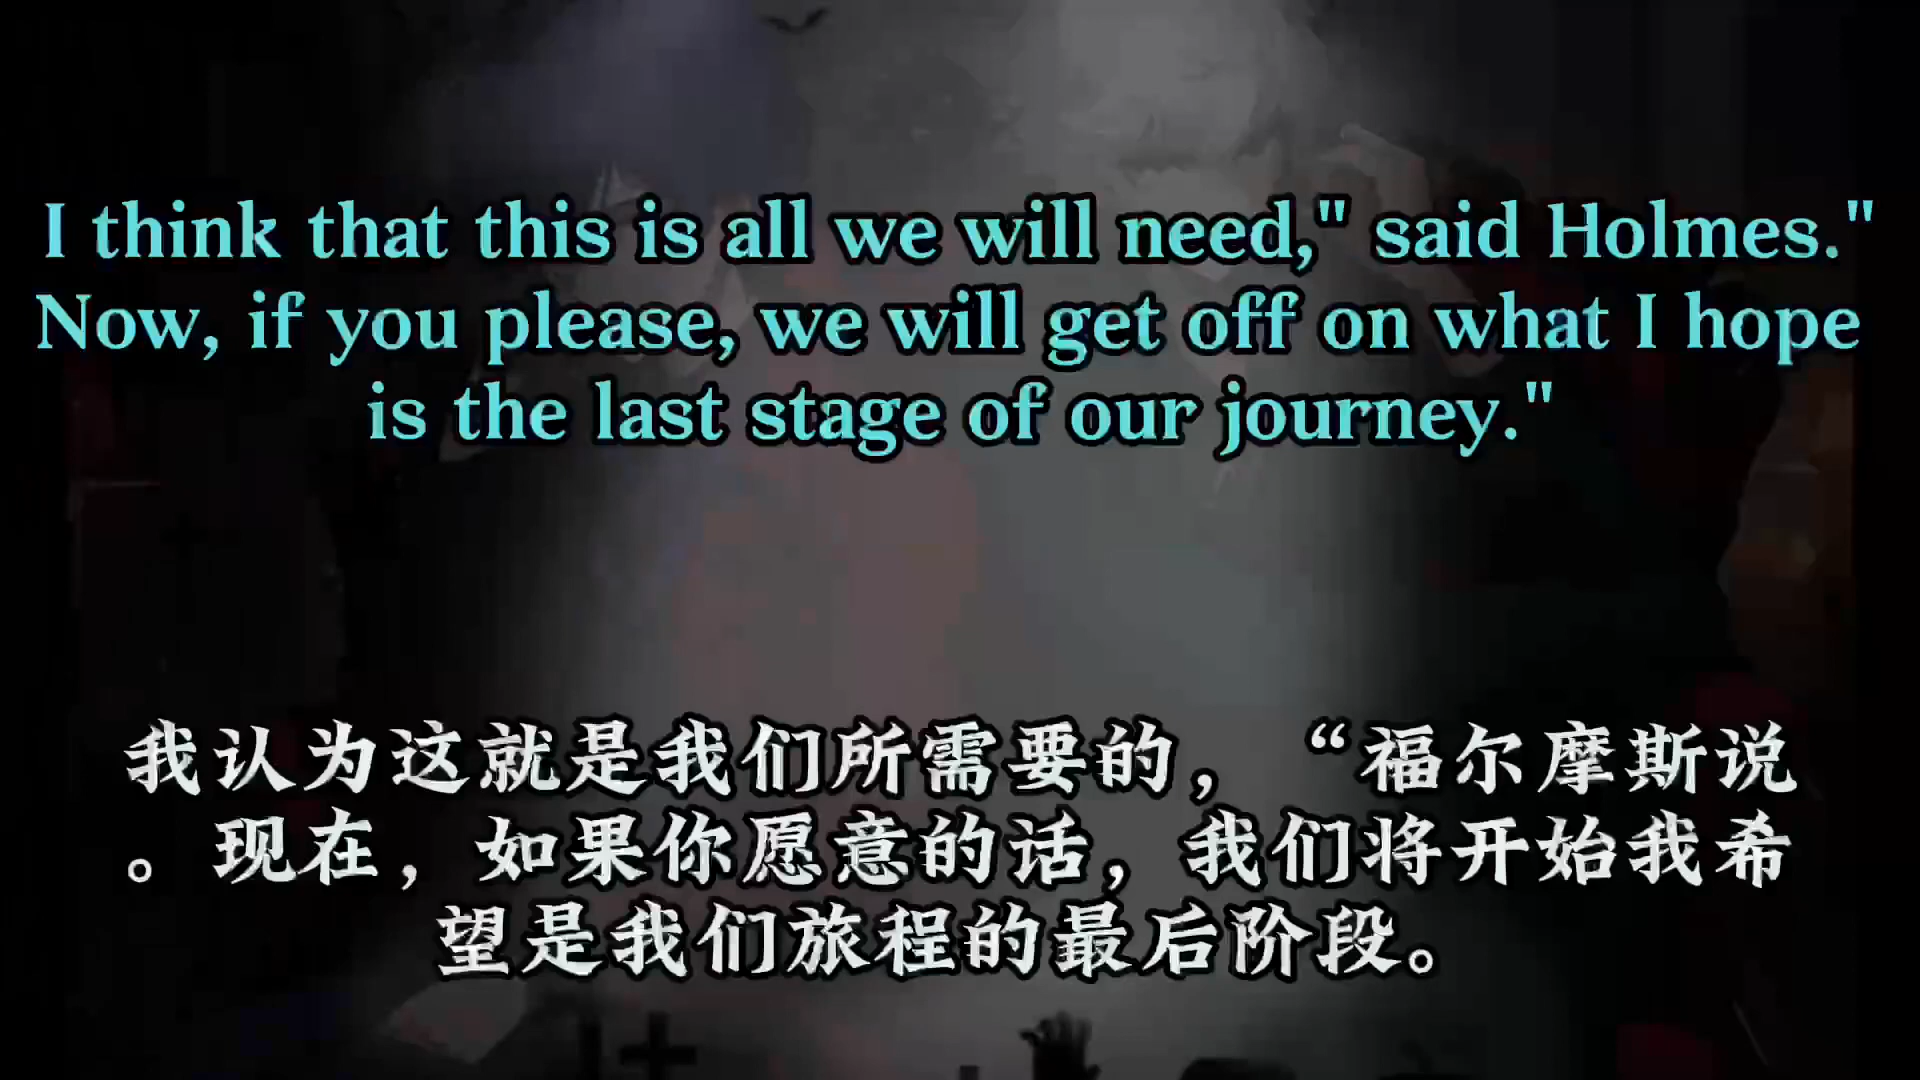 I think that this is all we will need," said Holmes."
Now, if you please, we will get off on what I hope
is the last stage of our journey."
我认为这就是我们所需要的，“福尔摩斯说
。现在，如果你愿意的话，我们将开始我希
望是我们旅程的最后阶段。